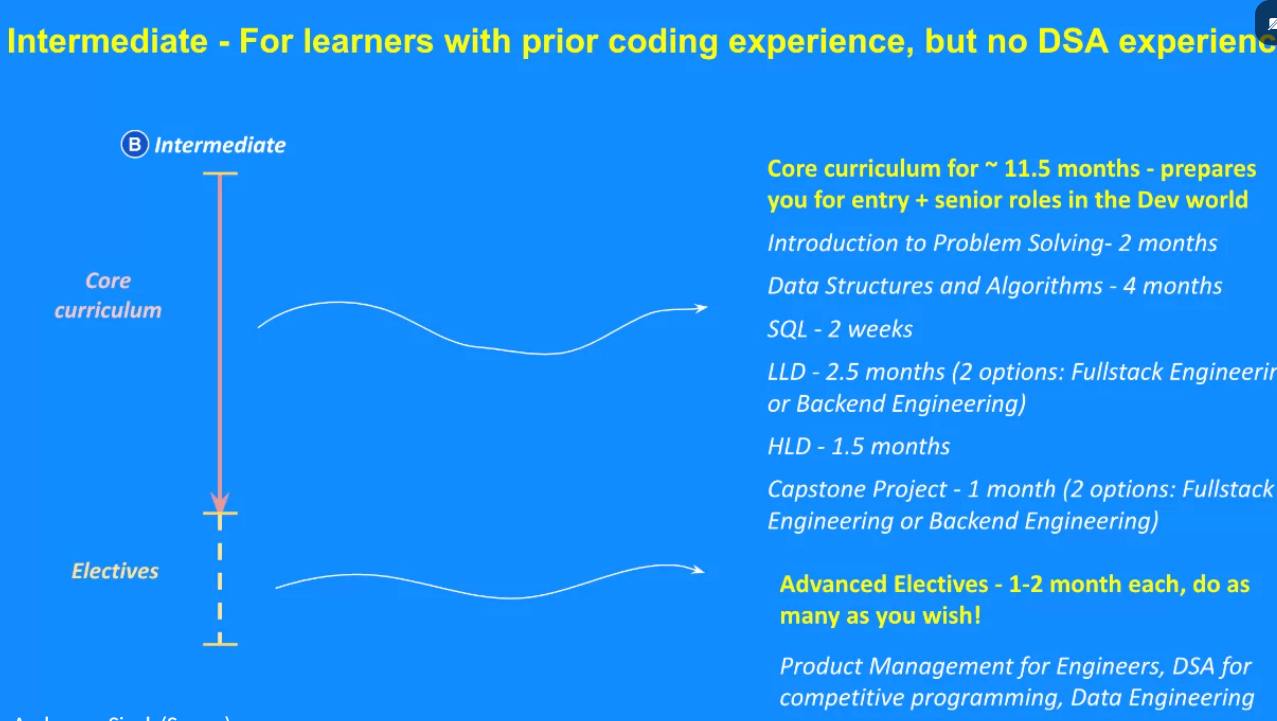 Intermediate - For learners with prior coding experience, but no DSA experienc
B Intermediate
Core curriculum for ~ 11.5 months - prepares
you for entry + senior roles in the Dev world
Introduction to Problem Solving- 2 months
Core
curriculum
Data Structures and Algorithms - 4 months
SQL - 2 weeks
LLD - 2.5 months (2 options: Fullstack Engineerin
or Backend Engineering)
HLD - 1.5 months
Capstone Project - 1 month (2 options: Fullstack
Engineering or Backend Engineering)
Electives
Advanced Electives - 1-2 month each, do as
many as you wish!
Product Management for Engineers, DSA for
competitive programming, Data Engineering